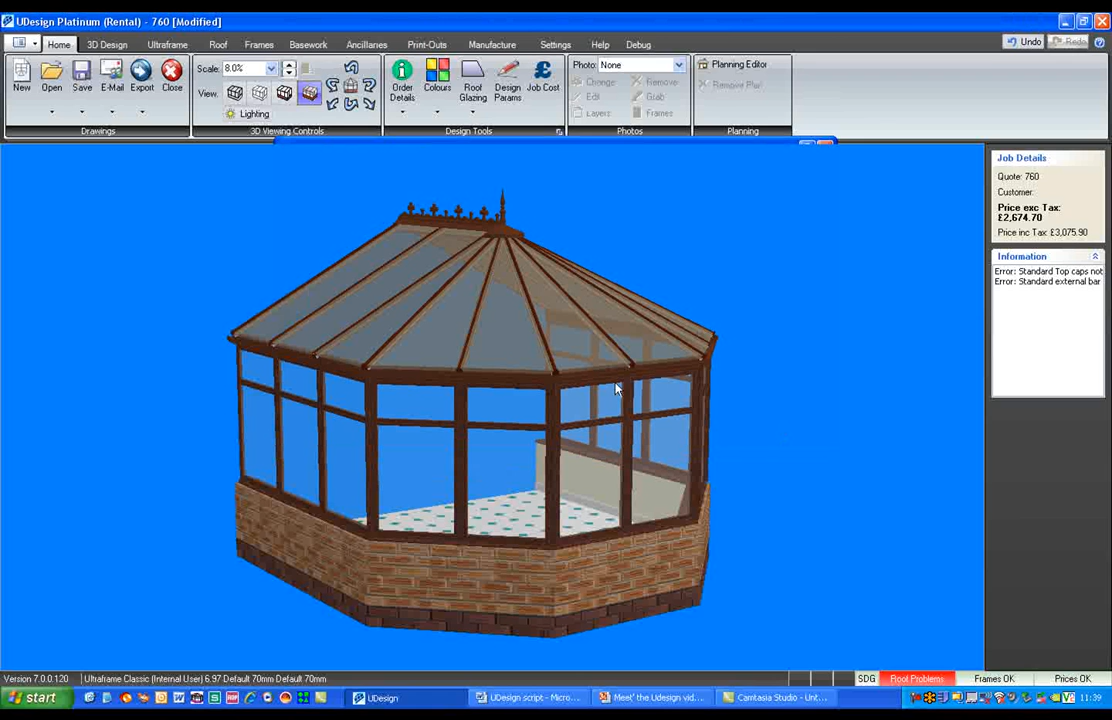 UDesign Platinum (Rental) - 760 [Modified]
Home 3D Design Ultraframe Roof Frames Basework Ancillaries Print-Outs Manufacture Settings Help Debug Undo Redo
Scale: 8.0% Photo: None Planning Editor
Change Remove Remove Plan
View: Edit Grab
New Open Save E-Mail Export Close Order Details Colours Roof Glazing Design Params Job Cost
Lighting Layers Frames
Drawings 3D Viewing Controls Design Tools Photos Planning
Job Details
Quote: 760
Customer:
Price exc Tax:
£2,674.70
Price inc Tax: £3,075.90
Information
Error: Standard Top caps not
Error: Standard external bar
Version 7.0.0.120 Ultraframe Classic (Internal User) 6.97 Default 70mm Default 70mm SDG Roof Problems Frames OK Prices OK
start UDesign UDesign script - Micro... Meet' the Udesign vid... Camtasia Studio - Unt... 11:39